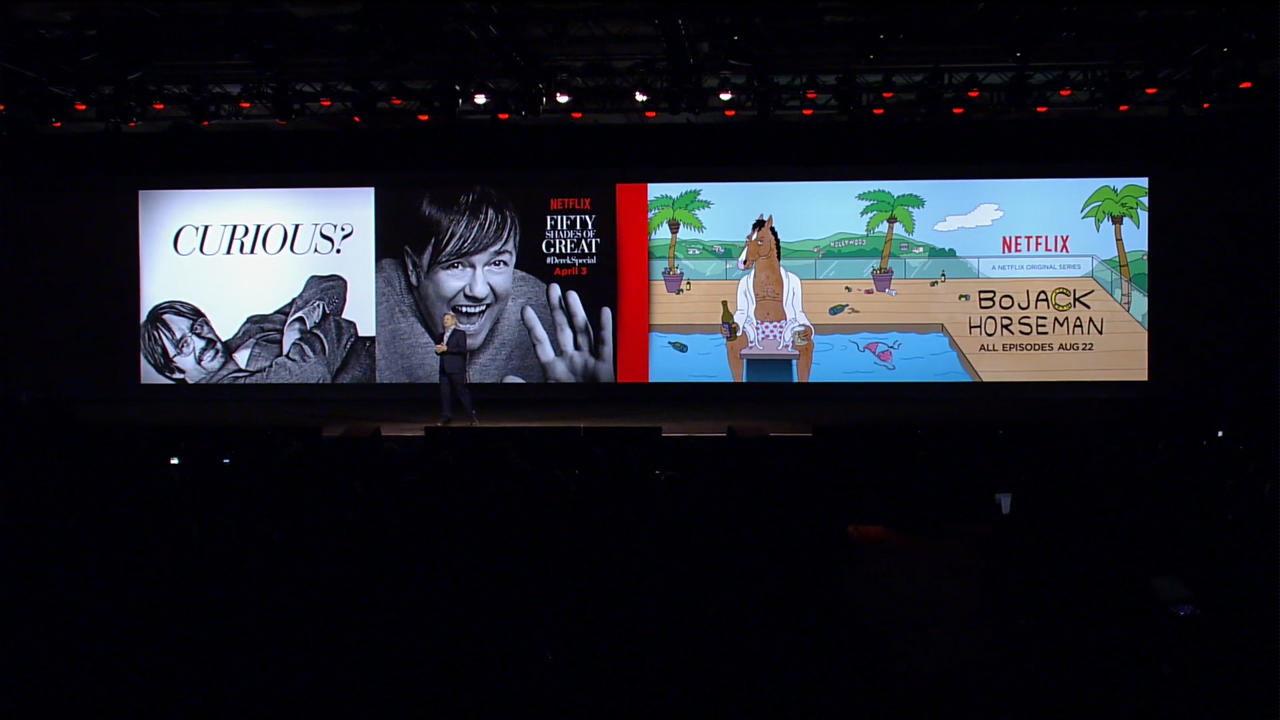 CURIOUS?
NETFLIX
FIFTY
SHADES OF
GREAT
#DerekSpecial
April 3
HOLLYWOOD
NETFLIX
A NETFLIX ORIGINAL SERIES
BOJACK
HORSEMAN
ALL EPISODES AUG 22